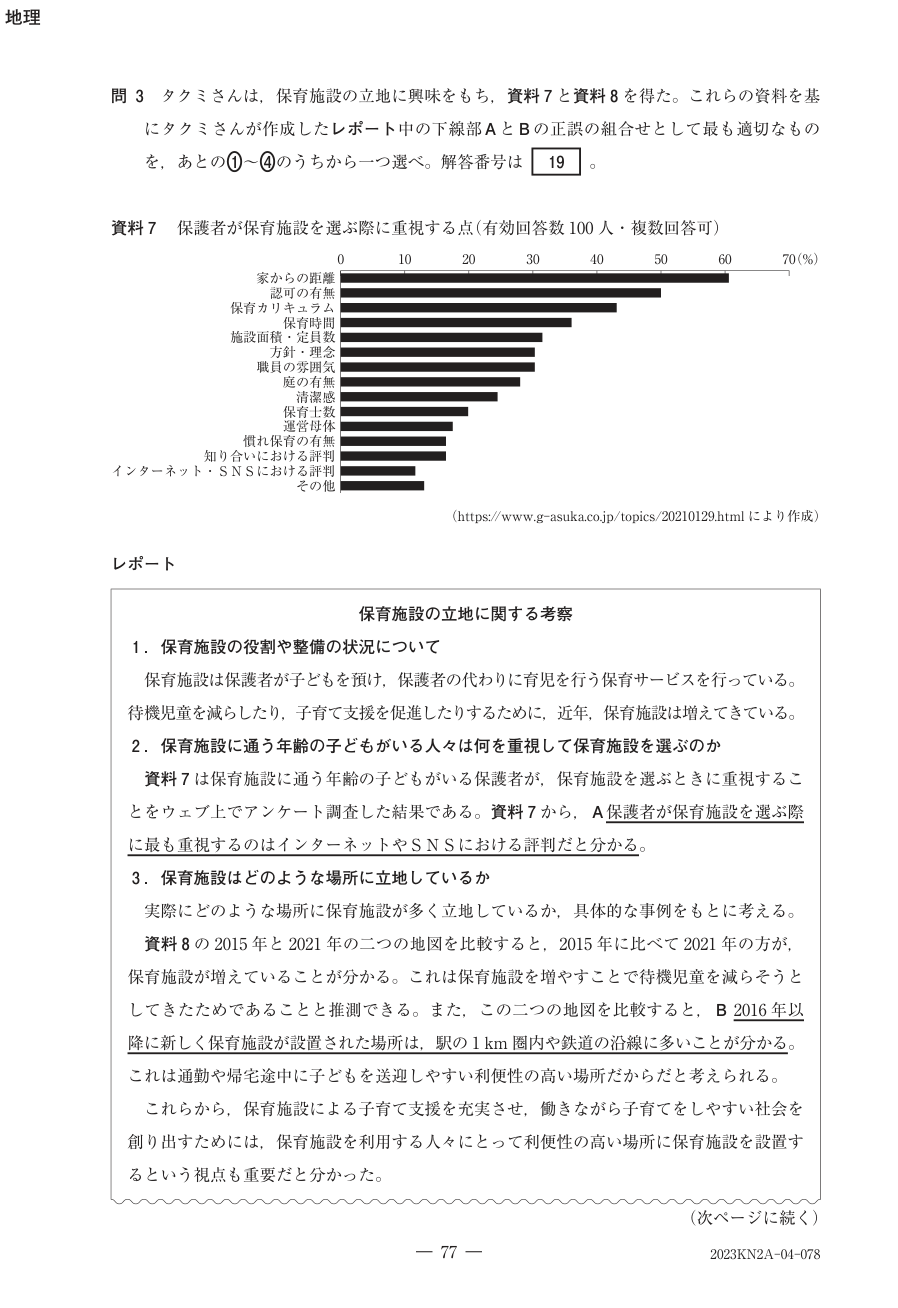 地理
問 3 タクミさんは，保育施設の立地に興味をもち，資料7と資料8を得た。これらの資料を基
にタクミさんが作成したレポート中の下線部AとBの正誤の組合せとして最も適切なもの
を，あとの①～④のうちから一つ選べ。解答番号は 19 。
資料7 保護者が保育施設を選ぶ際に重視する点（有効回答数100人・複数回答可）
0 10 20 30 40 50 60 70(%)
家からの距離
認可の有無
保育カリキュラム
保育時間
施設面積・定員数
方針・理念
職員の雰囲気
庭の有無
清潔感
保育士数
運営母体
慣れ保育の有無
知り合いにおける評判
インターネット・ＳＮＳにおける評判
その他
（https://www.g-asuka.co.jp/topics/20210129.html により作成）
レポート
保育施設の立地に関する考察
1．保育施設の役割や整備の状況について
保育施設は保護者が子どもを預け，保護者の代わりに育児を行う保育サービスを行っている。
待機児童を減らしたり，子育て支援を促進したりするために，近年，保育施設は増えてきている。
2．保育施設に通う年齢の子どもがいる人々は何を重視して保育施設を選ぶのか
資料7は保育施設に通う年齢の子どもがいる保護者が，保育施設を選ぶときに重視するこ
とをウェブ上でアンケート調査した結果である。資料7から，A保護者が保育施設を選ぶ際
に最も重視するのはインターネットやＳＮＳにおける評判だと分かる。
3．保育施設はどのような場所に立地しているか
実際にどのような場所に保育施設が多く立地しているか，具体的な事例をもとに考える。
資料8の2015年と2021年の二つの地図を比較すると，2015年に比べて2021年の方が，
保育施設が増えていることが分かる。これは保育施設を増やすことで待機児童を減らそうと
してきたためであることと推測できる。また，この二つの地図を比較すると，B 2016年以
降に新しく保育施設が設置された場所は，駅の1 km圏内や鉄道の沿線に多いことが分かる。
これは通勤や帰宅途中に子どもを送迎しやすい利便性の高い場所だからだと考えられる。
これらから，保育施設による子育て支援を充実させ，働きながら子育てをしやすい社会を
創り出すためには，保育施設を利用する人々にとって利便性の高い場所に保育施設を設置す
るという視点も重要だと分かった。
（次ページに続く）
― 77 ―
2023KN2A-04-078